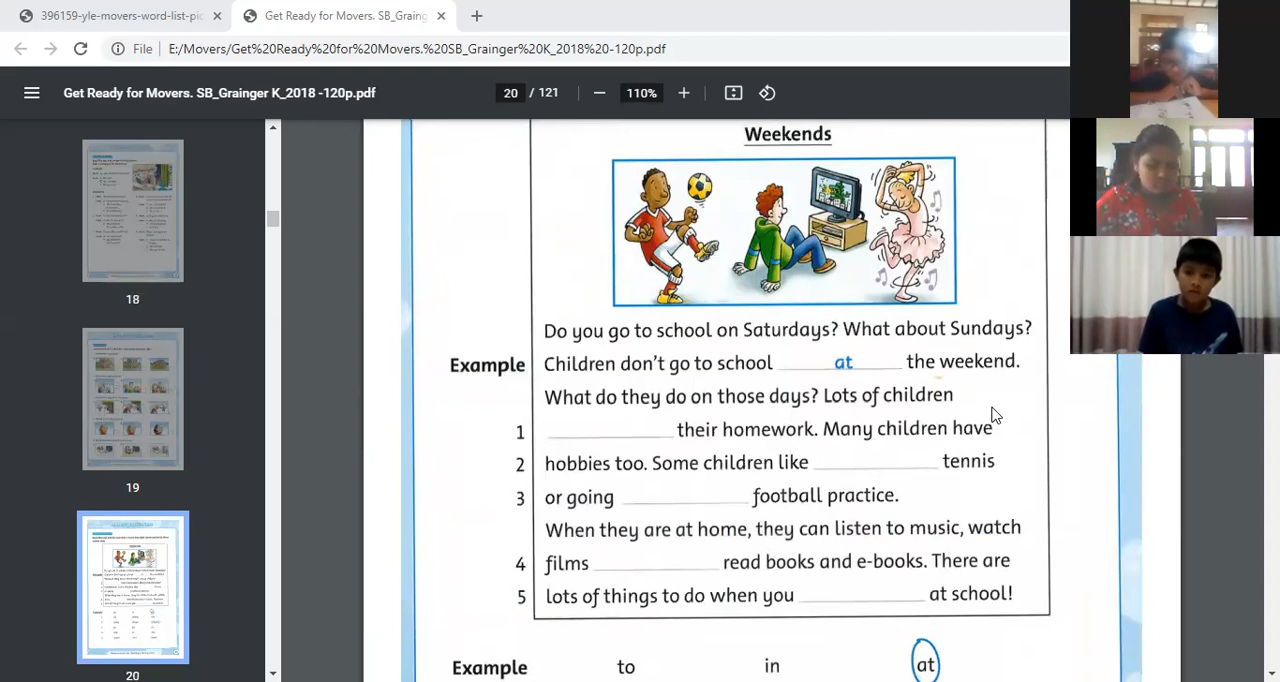 396159-yle-movers-word-list-pic
Get Ready for Movers. SB_Graing
File E:/Movers/Get%20Ready%20for%20Movers.%20SB_Grainger%20K_2018%20-120p.pdf
Get Ready for Movers. SB_Grainger K_2018 -120p.pdf
20 / 121
110%
18
19
20
Weekends
Do you go to school on Saturdays? What about Sundays?
Example Children don't go to school at the weekend.
What do they do on those days? Lots of children
1 their homework. Many children have
2 hobbies too. Some children like tennis
3 or going football practice.
When they are at home, they can listen to music, watch
4 films read books and e-books. There are
5 lots of things to do when you at school!
Example to in at